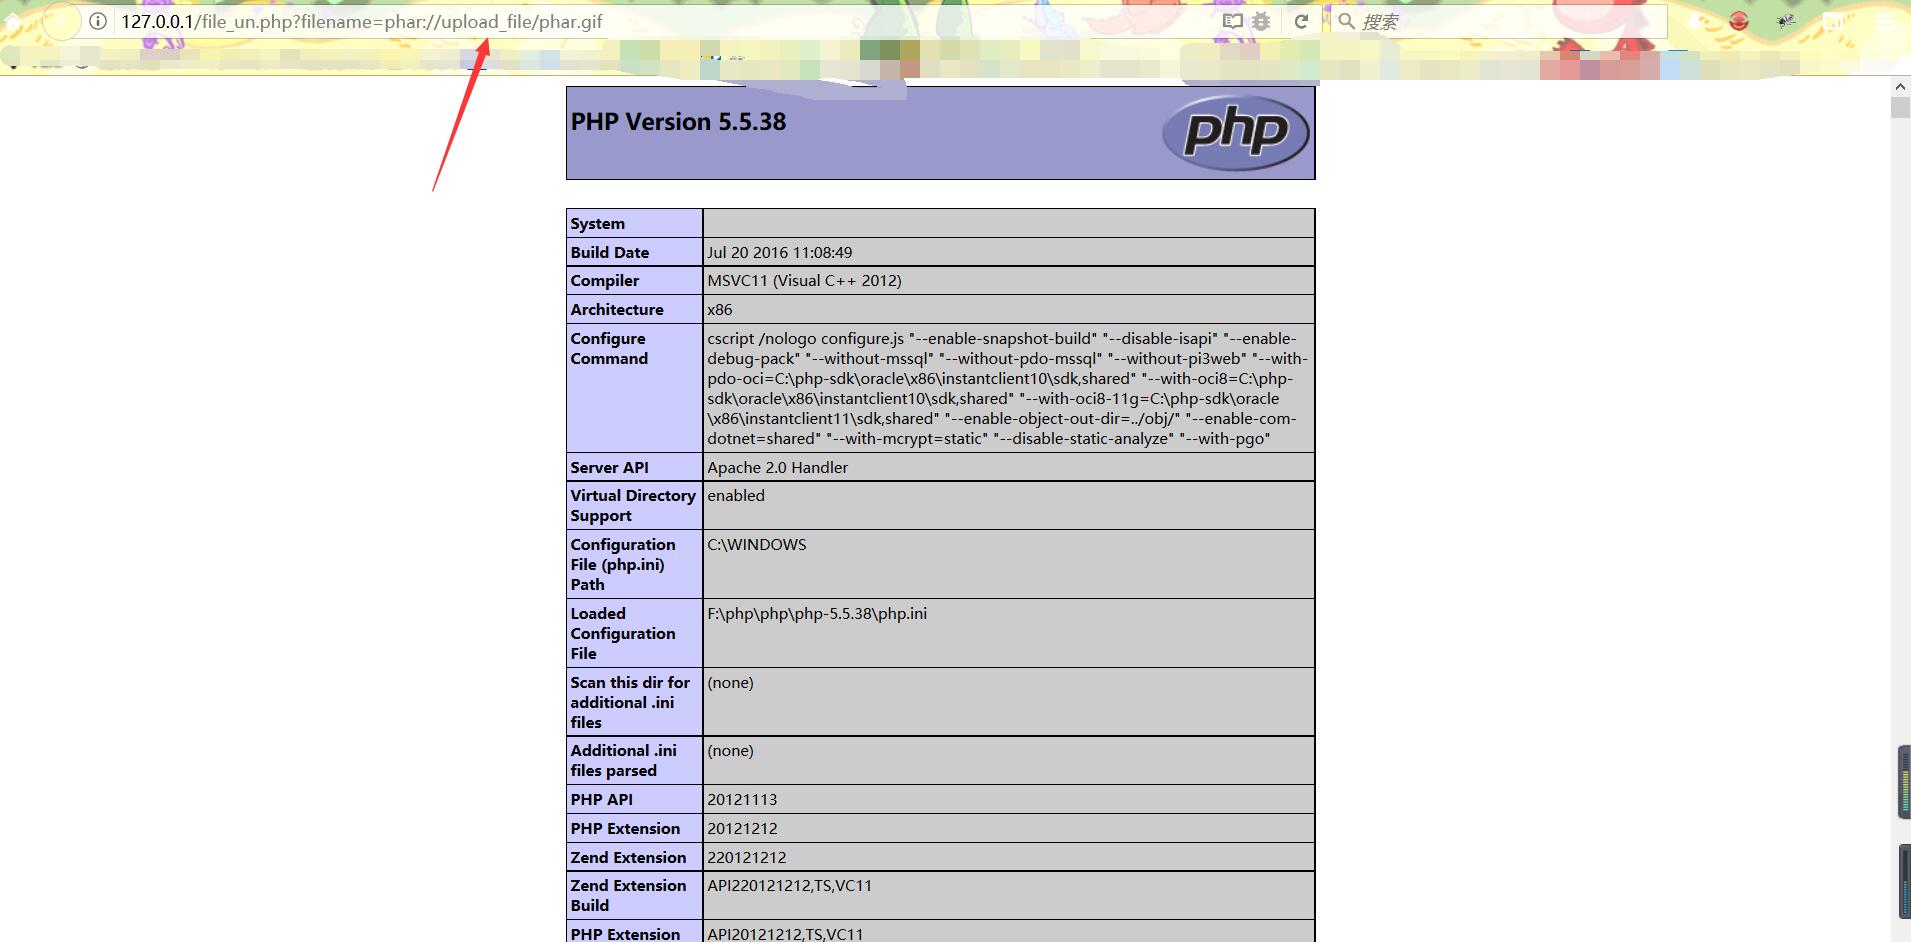 127.0.0.1/file_un.php?filename=phar://upload_file/phar.gif
搜索
PHP Version 5.5.38
php
System
Build Date
Jul 20 2016 11:08:49
Compiler
MSVC11 (Visual C++ 2012)
Architecture
x86
Configure
Command
cscript /nologo configure.js "--enable-snapshot-build" "--disable-isapi" "--enable-
debug-pack" "--without-mssql" "--without-pdo-mssql" "--without-pi3web" "--with-
pdo-oci=C:\php-sdk\oracle\x86\instantclient10\sdk,shared" "--with-oci8=C:\php-
sdk\oracle\x86\instantclient10\sdk,shared" "--with-oci8-11g=C:\php-sdk\oracle
\x86\instantclient11\sdk,shared" "--enable-object-out-dir=../obj/" "--enable-com-
dotnet=shared" "--with-mcrypt=static" "--disable-static-analyze" "--with-pgo"
Server API
Apache 2.0 Handler
Virtual Directory
Support
enabled
Configuration
File (php.ini)
Path
C:\WINDOWS
Loaded
Configuration
File
F:\php\php\php-5.5.38\php.ini
Scan this dir for
additional .ini
files
(none)
Additional .ini
files parsed
(none)
PHP API
20121113
PHP Extension
20121212
Zend Extension
220121212
Zend Extension
Build
API220121212,TS,VC11
PHP Extension
API20121212,TS,VC11